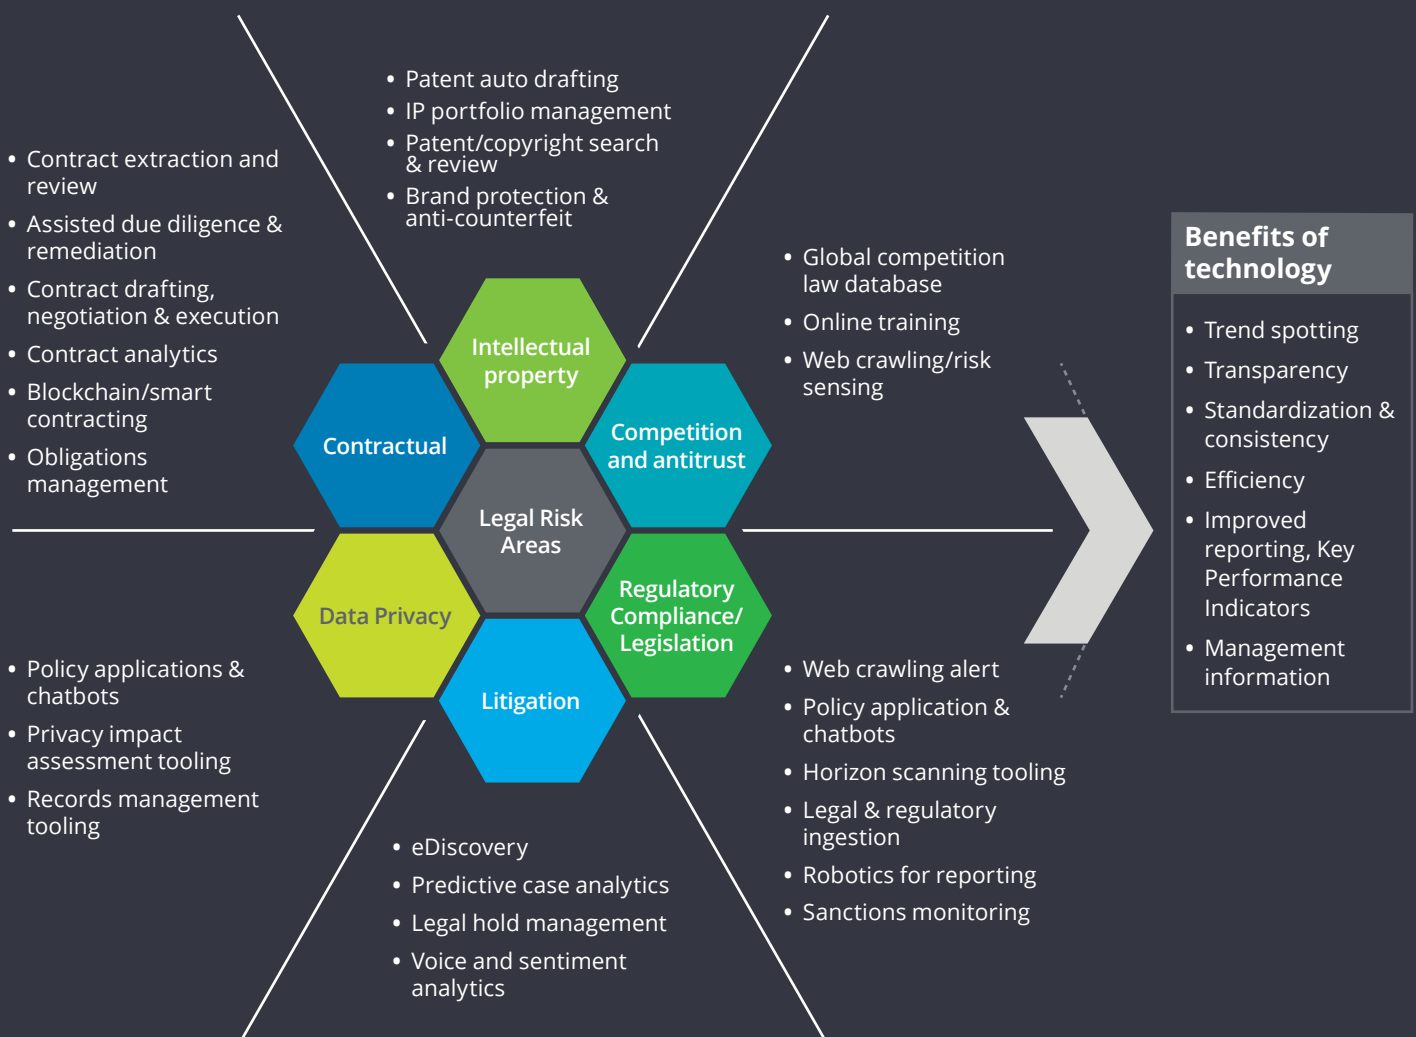 • Patent auto drafting
• IP portfolio management
• Patent/copyright search
& review
• Brand protection &
anti-counterfeit
• Contract extraction and
review
• Assisted due diligence &
remediation
• Contract drafting,
negotiation & execution
• Contract analytics
• Blockchain/smart
contracting
• Obligations
management
• Global competition
law database
• Online training
• Web crawling/risk
sensing
Intellectual
property
Contractual
Competition
and antitrust
Legal Risk
Areas
Data Privacy
Regulatory
Compliance/
Legislation
Litigation
• Policy applications &
chatbots
• Privacy impact
assessment tooling
• Records management
tooling
• eDiscovery
• Predictive case analytics
• Legal hold management
• Voice and sentiment
analytics
• Web crawling alert
• Policy application &
chatbots
• Horizon scanning tooling
• Legal & regulatory
ingestion
• Robotics for reporting
• Sanctions monitoring
Benefits of
technology
• Trend spotting
• Transparency
• Standardization &
consistency
• Efficiency
• Improved
reporting, Key
Performance
Indicators
• Management
information